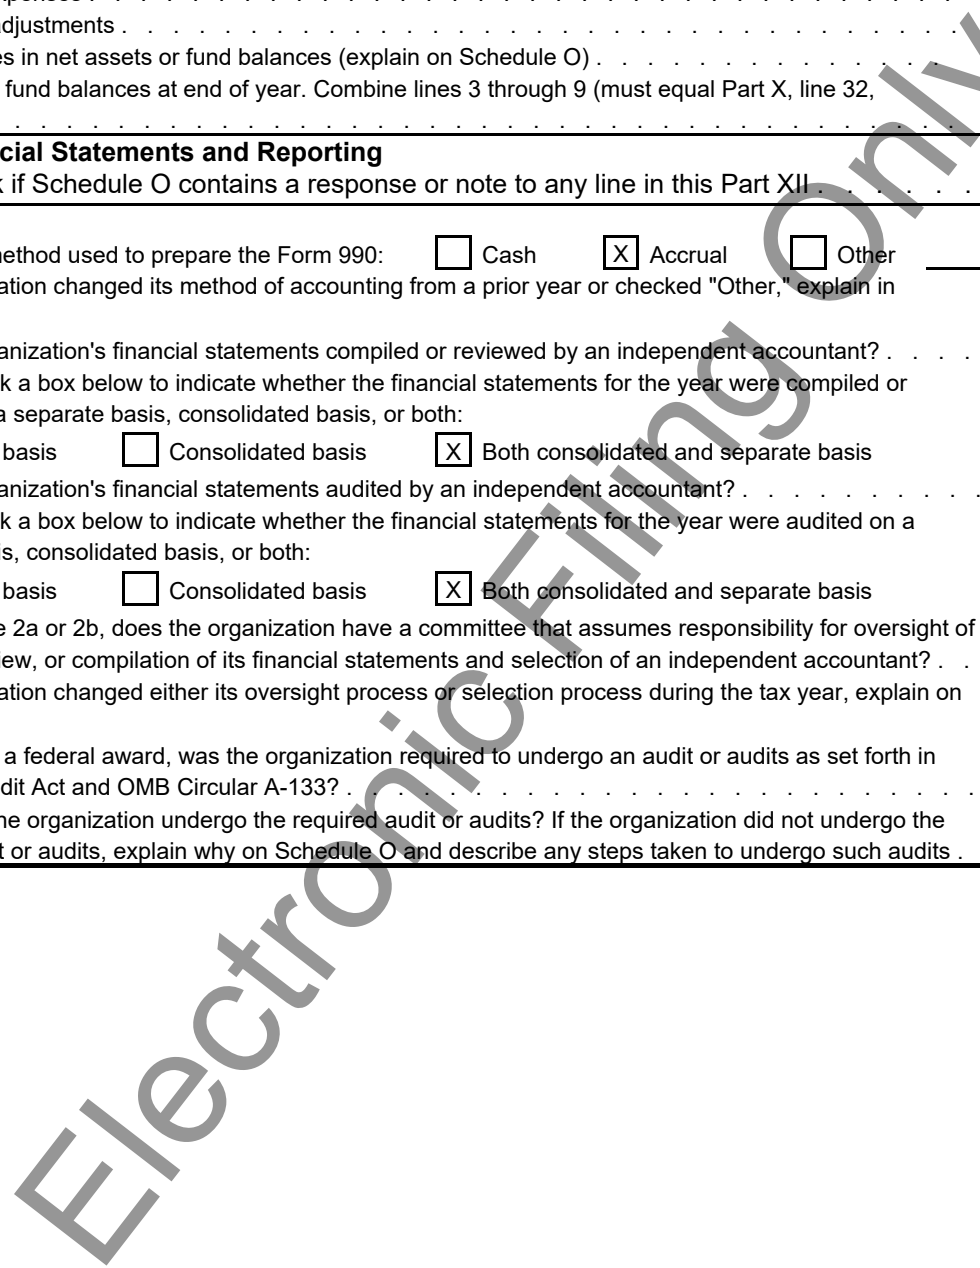 adjustments . . . . . . . . . . . . . . . . . . . . . . . . . . . . . . . . . . . . . . . .
es in net assets or fund balances (explain on Schedule O) . . . . . . . . . . . . . .
fund balances at end of year. Combine lines 3 through 9 (must equal Part X, line 32,
. . . . . . . . . . . . . . . . . . . . . . . . . . . . . . . . . . . . . . . . . . . .
cial Statements and Reporting
k if Schedule O contains a response or note to any line in this Part XII . . . . . .
method used to prepare the Form 990: Cash X Accrual Other
ation changed its method of accounting from a prior year or checked "Other," explain in
anization's financial statements compiled or reviewed by an independent accountant? . . . .
k a box below to indicate whether the financial statements for the year were compiled or
a separate basis, consolidated basis, or both:
basis Consolidated basis X Both consolidated and separate basis
anization's financial statements audited by an independent accountant? . . . . . . . . . .
k a box below to indicate whether the financial statements for the year were audited on a
is, consolidated basis, or both:
basis Consolidated basis X Both consolidated and separate basis
e 2a or 2b, does the organization have a committee that assumes responsibility for oversight of
iew, or compilation of its financial statements and selection of an independent accountant? . .
ation changed either its oversight process or selection process during the tax year, explain on
a federal award, was the organization required to undergo an audit or audits as set forth in
dit Act and OMB Circular A-133? . . . . . . . . . . . . . . . . . . . . . . . . . . . . . .
he organization undergo the required audit or audits? If the organization did not undergo the
t or audits, explain why on Schedule O and describe any steps taken to undergo such audits .
Electronic Filing Only